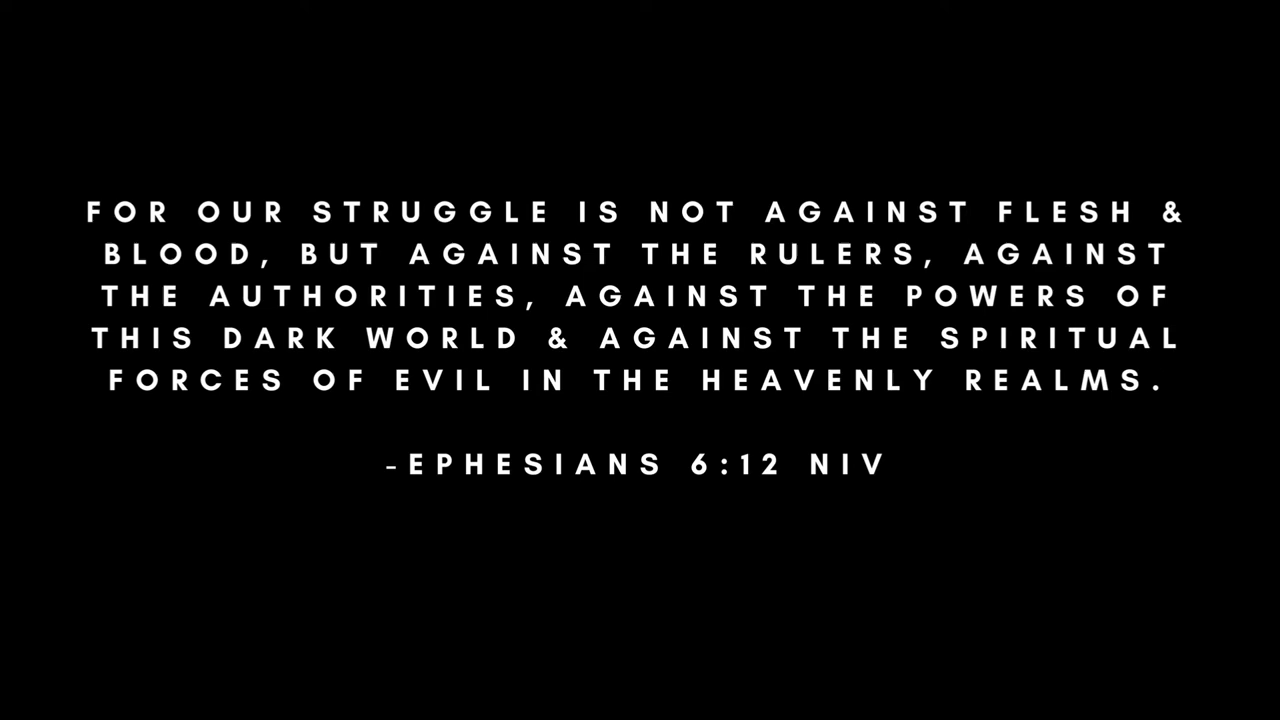 FOR OUR STRUGGLE IS NOT AGAINST FLESH &
BLOOD, BUT AGAINST THE RULERS, AGAINST
THE AUTHORITIES, AGAINST THE POWERS OF
THIS DARK WORLD & AGAINST THE SPIRITUAL
FORCES OF EVIL IN THE HEAVENLY REALMS.
-EPHESIANS 6:12 NIV